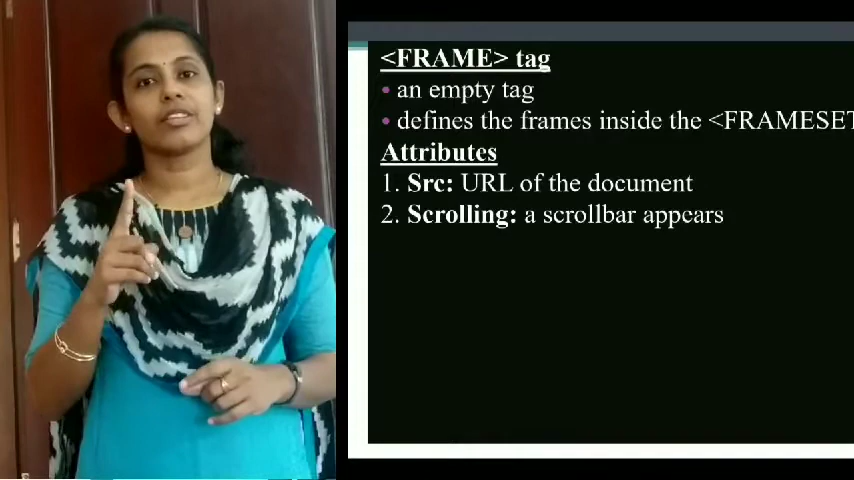 <FRAME> tag
• an empty tag
• defines the frames inside the <FRAMESET
Attributes
1. Src: URL of the document
2. Scrolling: a scrollbar appears